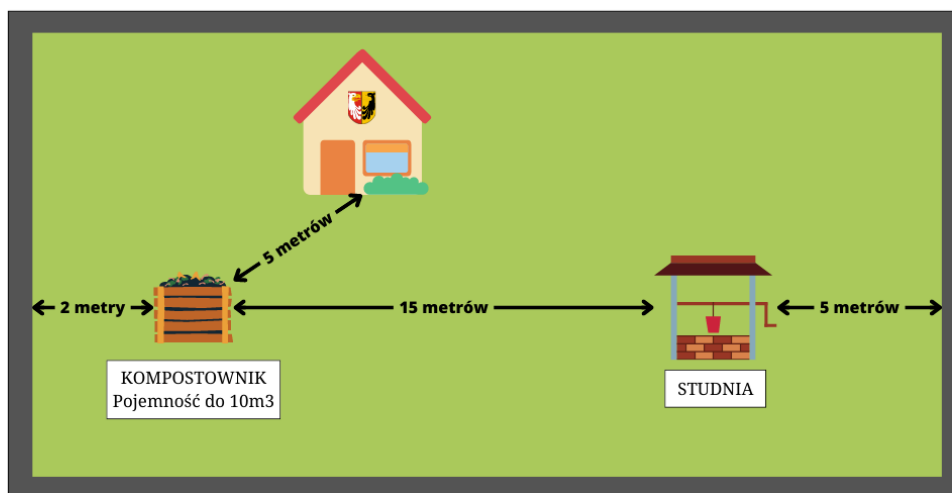 5 metrów
2 metry
15 metrów
5 metrów
KOMPOSTOWNIK
Pojemność do 10m3
STUDNIA